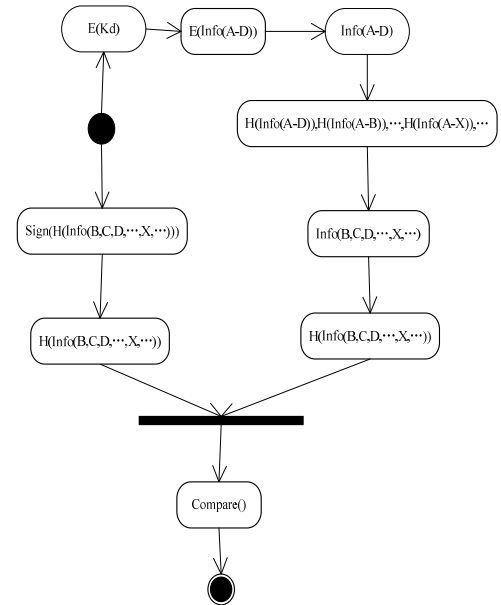 E(Kd)
E(Info(A-D))
Info(A-D)
H(Info(A-D)),H(Info(A-B)),⋯,H(Info(A-X)),⋯
Sign(H(Info(B,C,D,⋯,X,⋯)))
Info(B,C,D,⋯,X,⋯)
H(Info(B,C,D,⋯,X,⋯))
H(Info(B,C,D,⋯,X,⋯))
Compare()